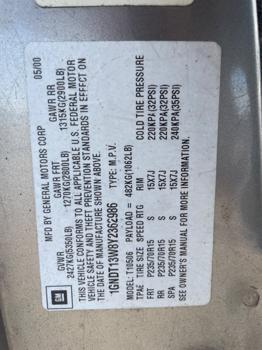 MFD BY GENERAL MOTORS CORP 05/00
GVWR GAWR FRT GAWR RR
2427KG(5350LB) 1270KG(2800LB) 1315KG(2900LB)
THIS VEHICLE CONFORMS TO ALL APPLICABLE U.S. FEDERAL MOTOR
VEHICLE SAFETY AND THEFT PREVENTION STANDARDS IN EFFECT ON
THE DATE OF MANUFACTURE SHOWN ABOVE.
1GNDT13W8Y2362986 TYPE: M.P.V.
MODEL: T10506 PAYLOAD = 482KG(1062LB)
TPAE TIRE SIZE SPEED RTG RIM COLD TIRE PRESSURE
FRT P235/70R15 S 15X7J 220KPA(32PSI)
RR P235/70R15 S 15X7J 220KPA(32PSI)
SPA P235/70R15 S 15X7J 240KPA(35PSI)
SEE OWNER'S MANUAL FOR MORE INFORMATION.
GM